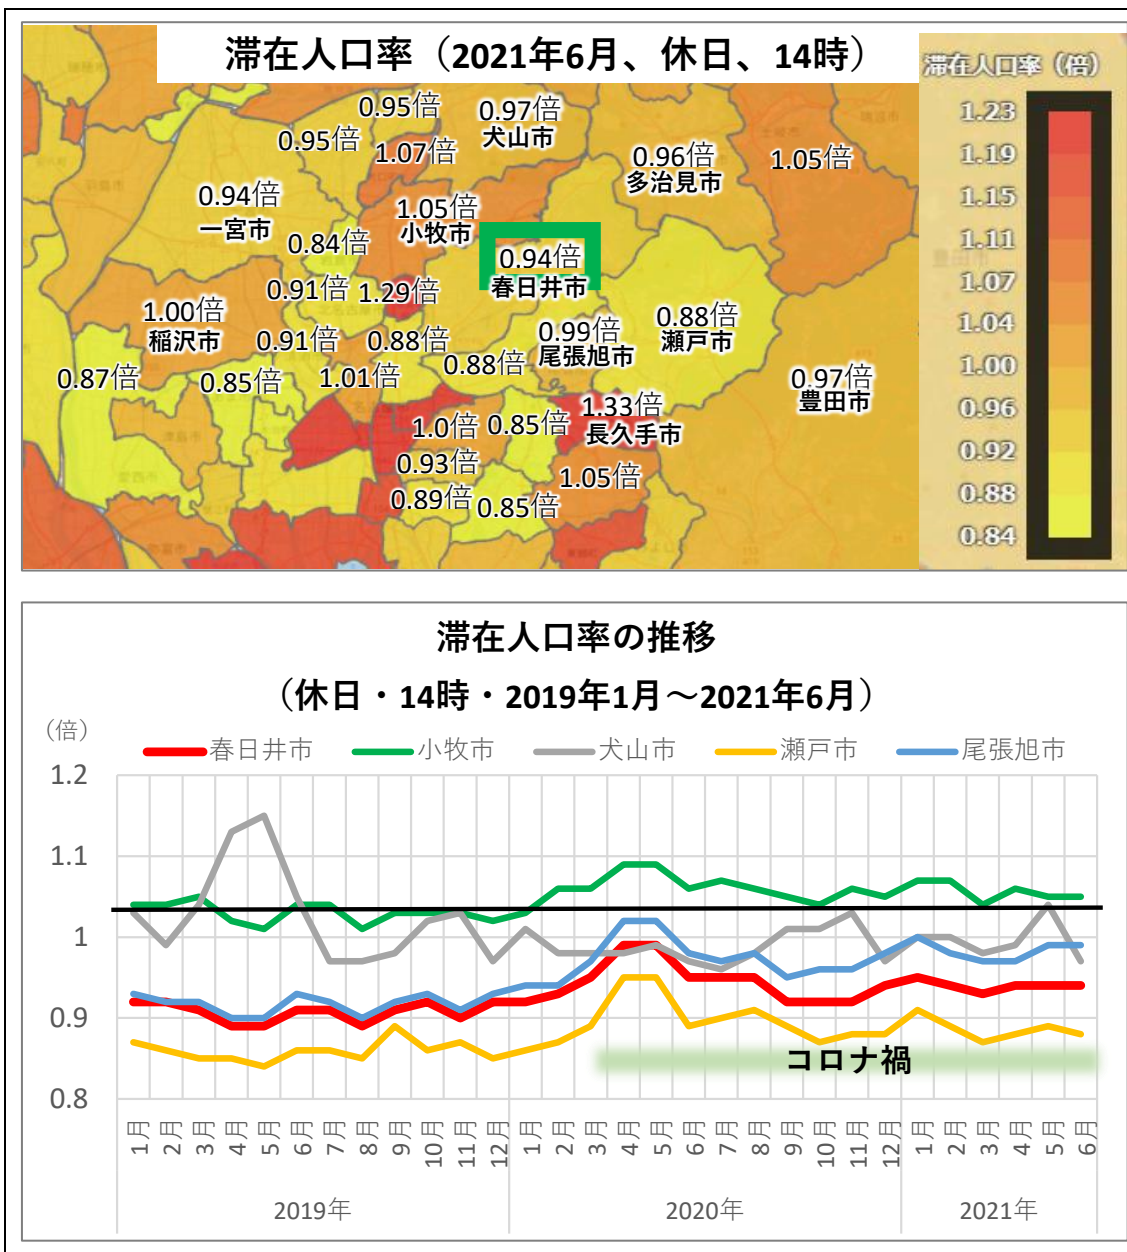 滞在人口率（2021年6月、休日、14時）
滞在人口率（倍）
1.23
1.19
1.15
1.11
1.07
1.04
1.00
0.96
0.92
0.88
0.84
0.95倍
0.97倍
犬山市
0.95倍
1.07倍
0.96倍
多治見市
1.05倍
0.94倍
一宮市
1.05倍
小牧市
0.84倍
0.94倍
春日井市
0.91倍
1.29倍
1.00倍
稲沢市
0.91倍
0.88倍
0.99倍
尾張旭市
0.88倍
瀬戸市
0.87倍
0.85倍
1.01倍
0.88倍
0.97倍
豊田市
1.33倍
長久手市
1.0倍
0.85倍
0.93倍
1.05倍
0.89倍
0.85倍
滞在人口率の推移
（休日・14時・2019年1月～2021年6月）
（倍）
春日井市 小牧市 犬山市 瀬戸市 尾張旭市
1.2
1.1
1
0.9
0.8
コロナ禍
1月 2月 3月 4月 5月 6月 7月 8月 9月 10月 11月 12月 1月 2月 3月 4月 5月 6月 7月 8月 9月 10月 11月 12月 1月 2月 3月 4月 5月 6月
2019年 2020年 2021年